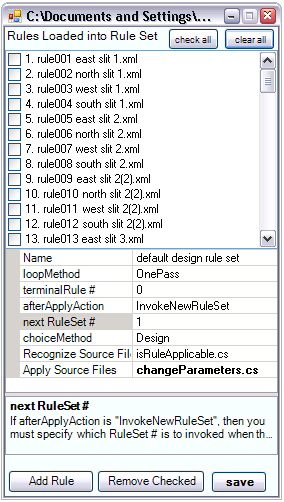 C:\Documents and Settings\...
Rules Loaded into Rule Set
check all
clear all
1. rule001 east slit 1.xml
2. rule002 north slit 1.xml
3. rule003 west slit 1.xml
4. rule004 south slit 1.xml
5. rule005 east slit 2.xml
6. rule006 north slit 2.xml
7. rule007 west slit 2.xml
8. rule008 south slit 2.xml
9. rule009 east slit 2(2).xml
10. rule010 north slit 2(2).xml
11. rule011 west slit 2(2).xml
12. rule012 south slit 2(2).xml
13. rule013 east slit 3.xml
Name default design rule set
loopMethod OnePass
terminalRule # 0
afterApplyAction InvokeNewRuleSet
next RuleSet # 1
choiceMethod Design
Recognize Source Fil isRuleApplicable.cs
Apply Source Files changeParameters.cs
next RuleSet #
If afterApplyAction is "InvokeNewRuleSet", then you
must specify which RuleSet # is to invoked when th...
Add Rule
Remove Checked
save